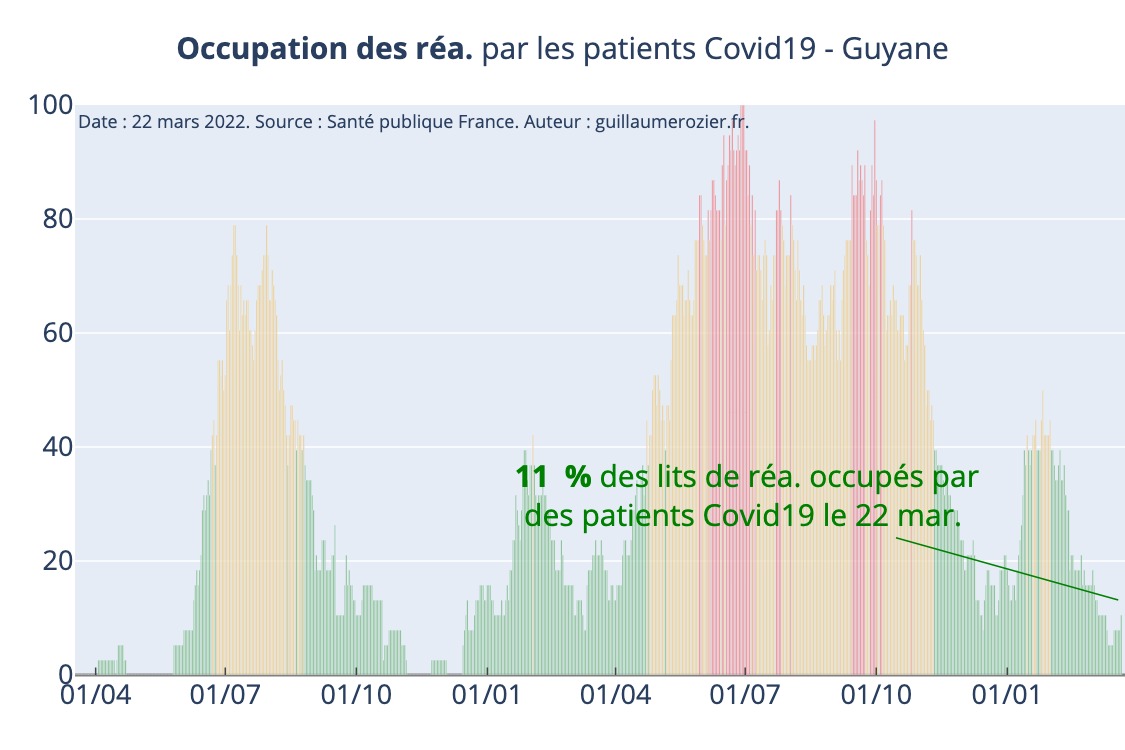 Occupation des réa. par les patients Covid19 - Guyane
100
Date : 22 mars 2022. Source : Santé publique France. Auteur : guillaumerozier.fr.
80
60
40
11 % des lits de réa. occupés par
des patients Covid19 le 22 mar.
20
0
01/04 01/07 01/10 01/01 01/04 01/07 01/10 01/01